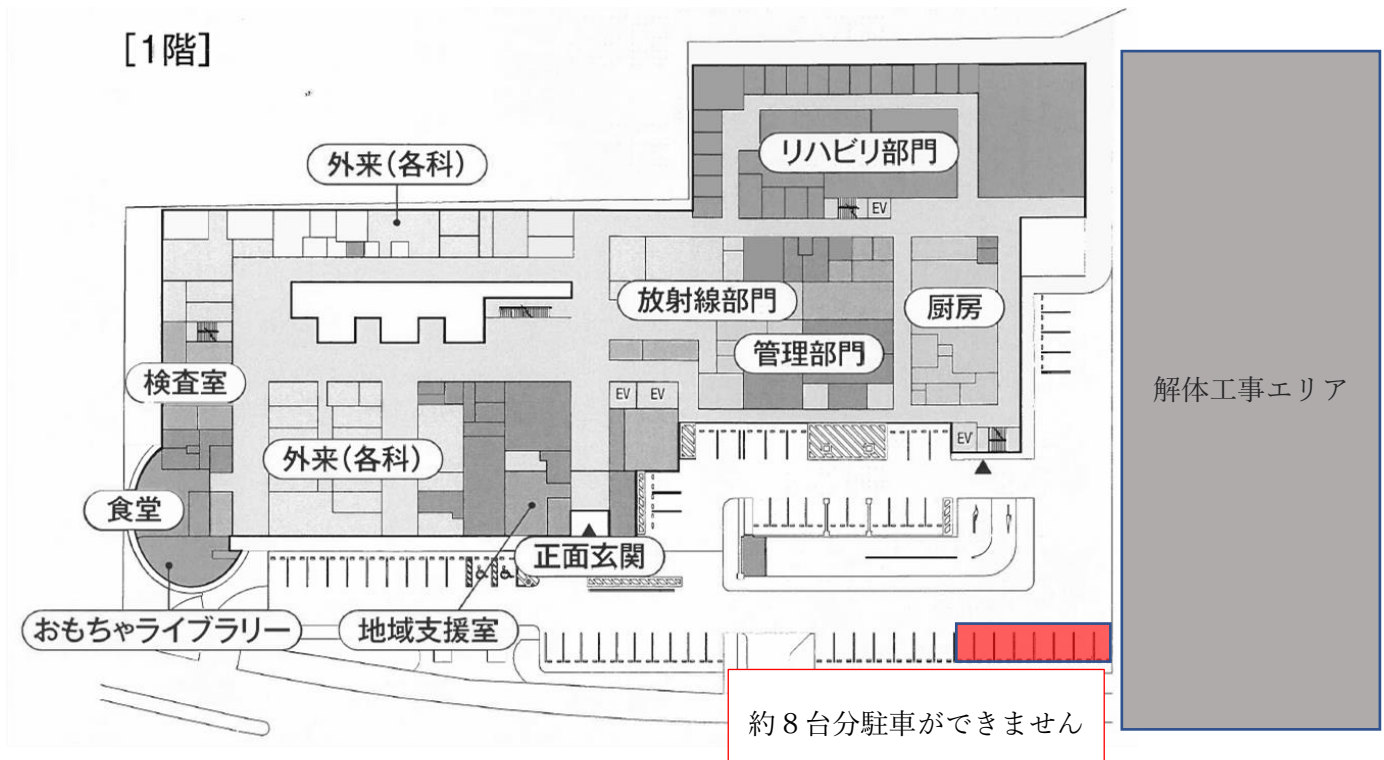 [1階]
外来(各科)
リハビリ部門
EV
放射線部門
厨房
管理部門
検査室
EV
EV
解体工事エリア
外来(各科)
EV
食堂
正面玄関
おもちゃライブラリー
地域支援室
約8台分駐車ができません